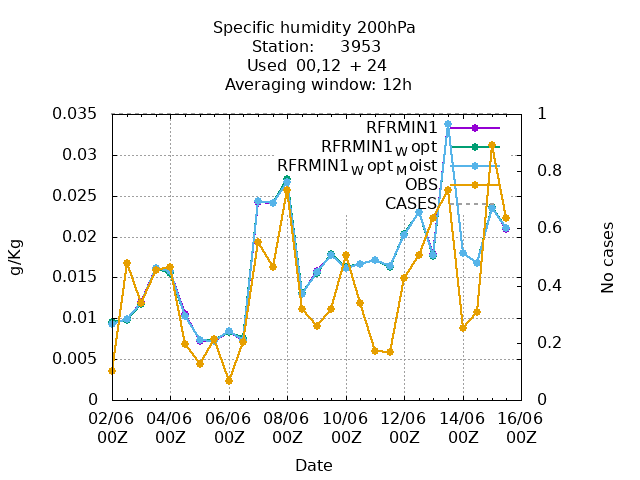 Specific humidity 200hPa
Station: 3953
Used 00,12 + 24
Averaging window: 12h
0.035
0.03
0.025
0.02
0.015
0.01
0.005
0
g/Kg
1
0.8
0.6
0.4
0.2
0
No cases
RFRMIN1
RFRMIN1Wopt
RFRMIN1WoptMoist
OBS
CASES
02/06 04/06 06/06 08/06 10/06 12/06 14/06 16/06
00Z 00Z 00Z 00Z 00Z 00Z 00Z 00Z
Date